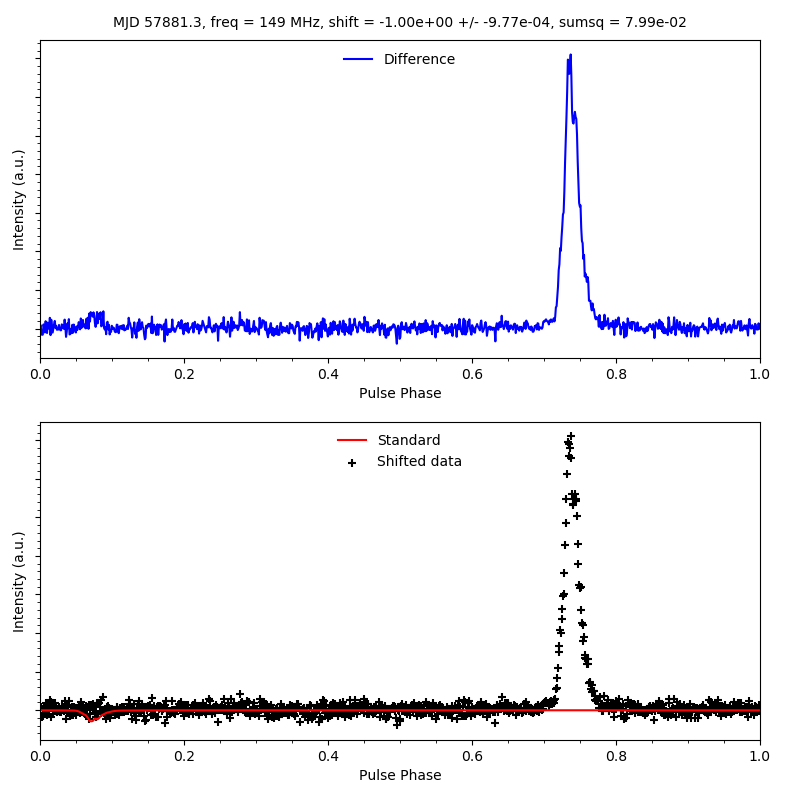 MJD 57881.3, freq = 149 MHz, shift = -1.00e+00 +/- -9.77e-04, sumsq = 7.99e-02
Difference
Intensity (a.u.)
0.0 0.2 0.4 0.6 0.8 1.0
Pulse Phase
Standard
Shifted data
Intensity (a.u.)
0.0 0.2 0.4 0.6 0.8 1.0
Pulse Phase